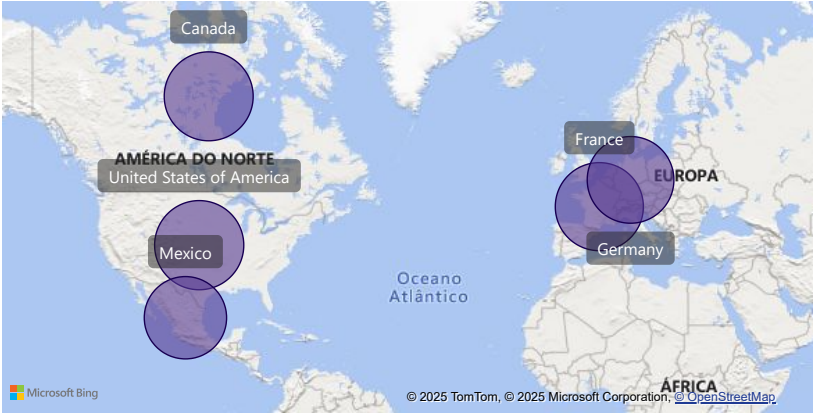 Canada
France
AMÉRICA DO NORTE
United States of America
EUROPA
Mexico
Germany
Oceano
Atlântico
ÁFRICA
Microsoft Bing
© 2025 TomTom, © 2025 Microsoft Corporation, © OpenStreetMap